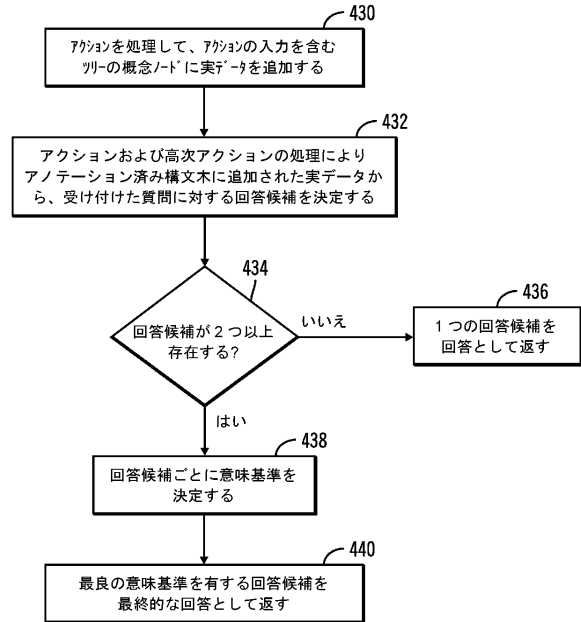 430
ｱｸｼｮﾝを処理して、ｱｸｼｮﾝの入力を含む
ﾂﾘｰの概念ﾉｰﾄﾞに実ﾃﾞｰﾀを追加する
432
アクションおよび高次アクションの処理により
アノテーション済み構文木に追加された実データか
ら、受け付けた質問に対する回答候補を決定する
434
回答候補が２つ以上
存在する?
いいえ
436
１つの回答候補を
回答として返す
はい
438
回答候補ごとに意味基準を
決定する
440
最良の意味基準を有する回答候補を
最終的な回答として返す